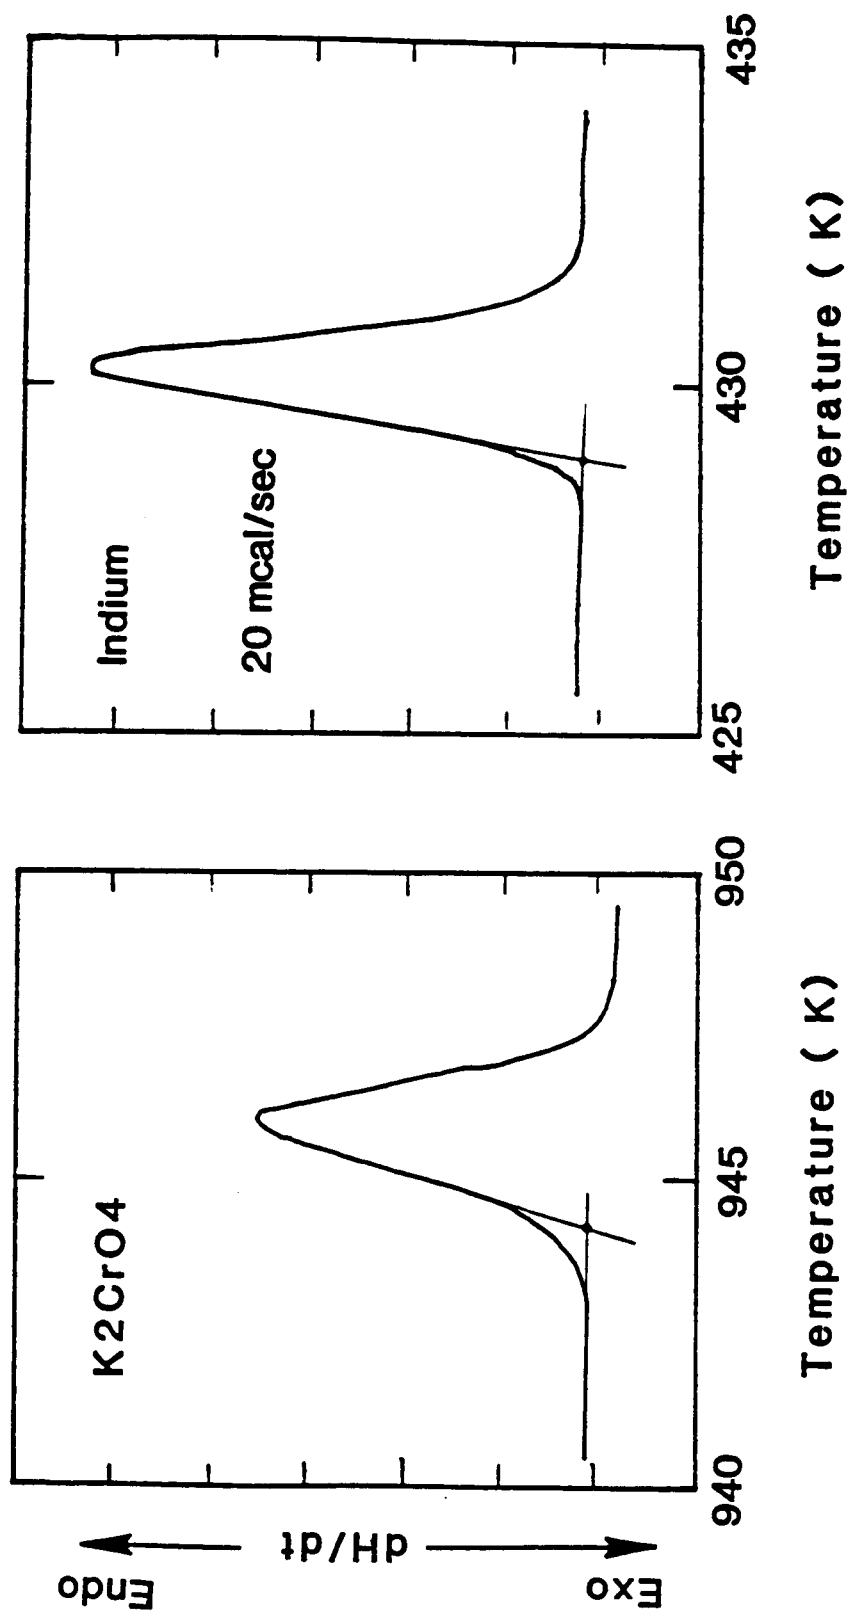 Endo
dH/dt
Exo
K2CrO4
940
945
950
Temperature ( K)
Indium
20 mcal/sec
425
430
435
Temperature ( K)